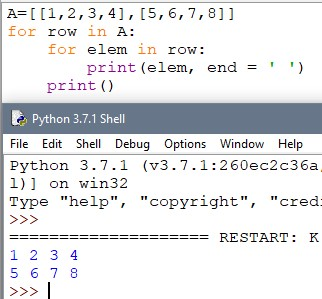 A=[[1,2,3,4],[5,6,7,8]]
for row in A:
    for elem in row:
        print(elem, end = ' ')
    print()
Python 3.7.1 Shell
File Edit Shell Debug Options Window Help
Python 3.7.1 (v3.7.1:260ec2c36a,
l)] on win32
Type "help", "copyright", "cred
>>>
==================== RESTART: K
1 2 3 4
5 6 7 8
>>>